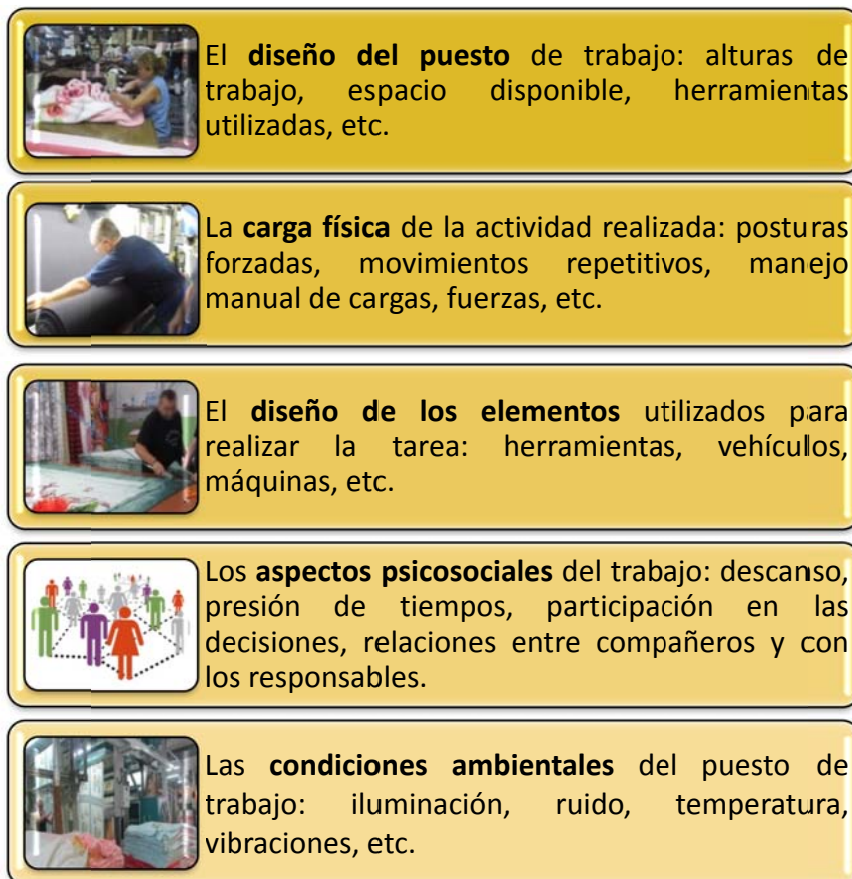 El diseño del puesto de trabajo: alturas de
trabajo, espacio disponible, herramientas
utilizadas, etc.
La carga física de la actividad realizada: posturas
forzadas, movimientos repetitivos, manejo
manual de cargas, fuerzas, etc.
El diseño de los elementos utilizados para
realizar la tarea: herramientas, vehículos,
máquinas, etc.
Los aspectos psicosociales del trabajo: descanso,
presión de tiempos, participación en las
decisiones, relaciones entre compañeros y con
los responsables.
Las condiciones ambientales del puesto de
trabajo: iluminación, ruido, temperatura,
vibraciones, etc.